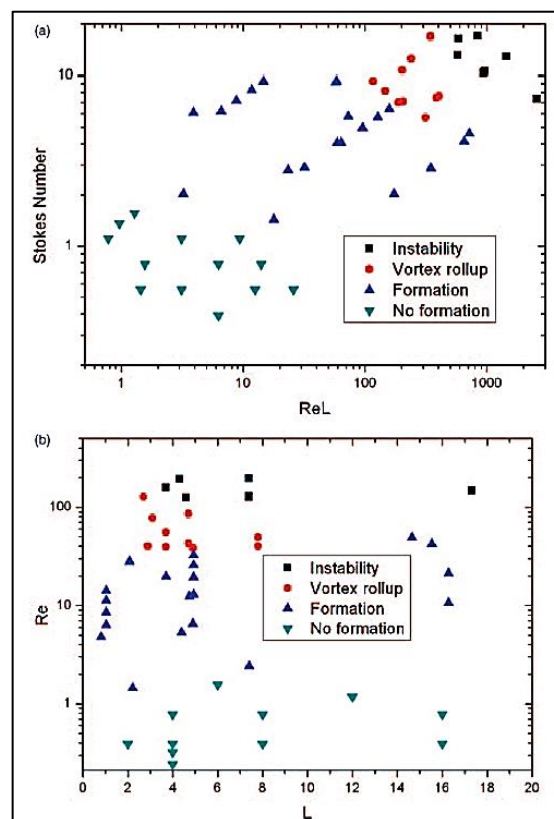 (a)
10
1
Stokes Number
Instability
Vortex rollup
Formation
No formation
1 10 100 1000
ReL
(b)
100
10
1
Re
Instability
Vortex rollup
Formation
No formation
0 2 4 6 8 10 12 14 16 18 20
L